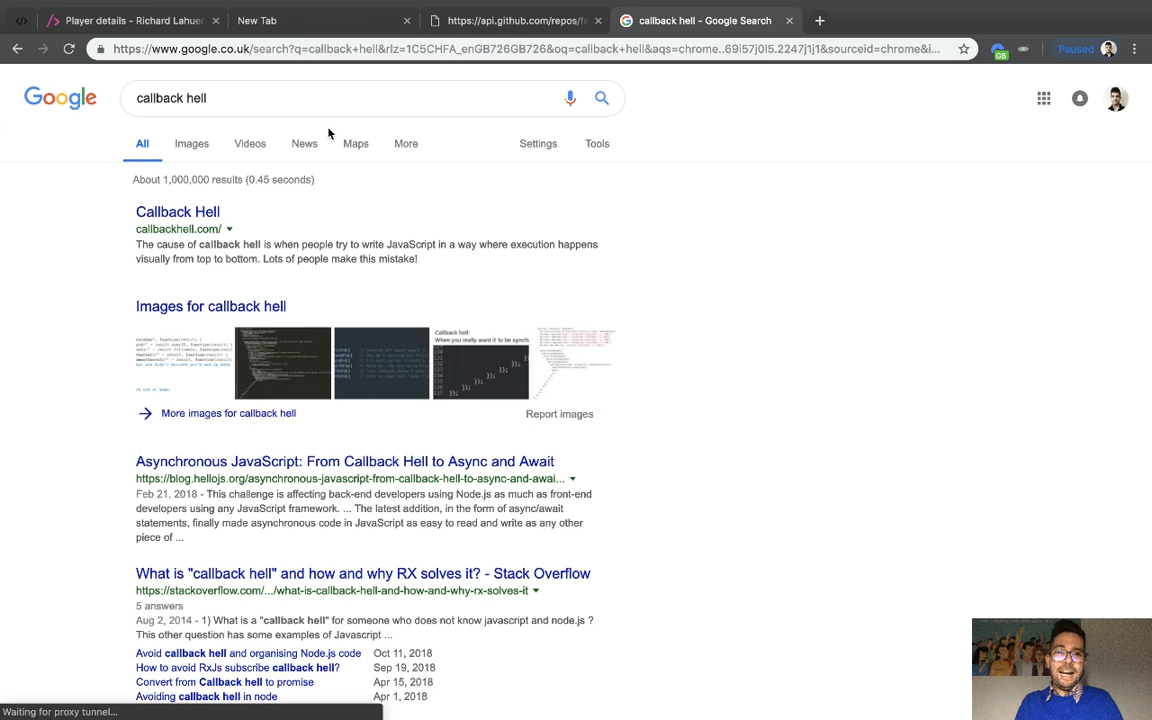 Player details - Richard Lahuer
New Tab
https://api.github.com/repos/fa
callback hell - Google Search
https://www.google.co.uk/search?q=callback+hell&rlz=1C5CHFA_enGB726GB726&oq=callback+hell&aqs=chrome..69i57j0l5.2247j1j1&sourceid=chrome&i...
GB
Paused
Google
callback hell
All Images Videos News Maps More Settings Tools
About 1,000,000 results (0.45 seconds)
Callback Hell
callbackhell.com/
The cause of callback hell is when people try to write JavaScript in a way where execution happens
visually from top to bottom. Lots of people make this mistake!
Images for callback hell
Callback hell:
When you really want it to be synch
More images for callback hell
Report images
Asynchronous JavaScript: From Callback Hell to Async and Await
https://blog.hellojs.org/asynchronous-javascript-from-callback-hell-to-async-and-awai...
Feb 21, 2018 - This challenge is affecting back-end developers using Node.js as much as front-end
developers using any JavaScript framework. ... The latest addition, in the form of async/await
statements, finally made asynchronous code in JavaScript as easy to read and write as any other
piece of ...
What is "callback hell" and how and why RX solves it? - Stack Overflow
https://stackoverflow.com/.../what-is-callback-hell-and-how-and-why-rx-solves-it
5 answers
Aug 2, 2014 - 1) What is a "callback hell" for someone who does not know javascript and node.js ?
This other question has some examples of Javascript ...
Avoid callback hell and organising Node.js code Oct 11, 2018
How to avoid RxJs subscribe callback hell? Sep 19, 2018
Convert from Callback hell to promise Apr 15, 2018
Avoiding callback hell in node Apr 1, 2018
Waiting for proxy tunnel...